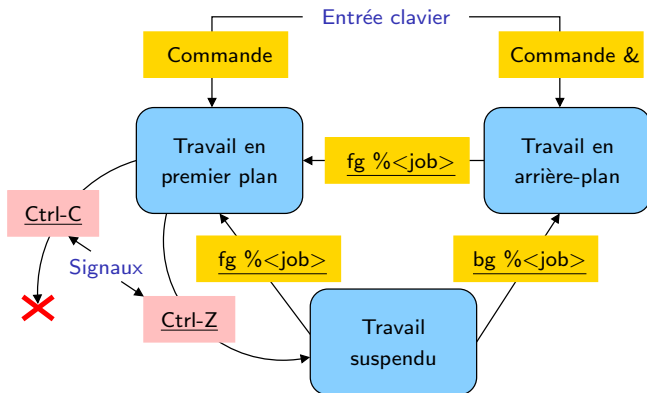 Entrée clavier
Commande
Commande &
Travail en
premier plan
fg %<job>
Travail en
arrière-plan
Ctrl-C
Signaux
fg %<job>
bg %<job>
Ctrl-Z
Travail
suspendu